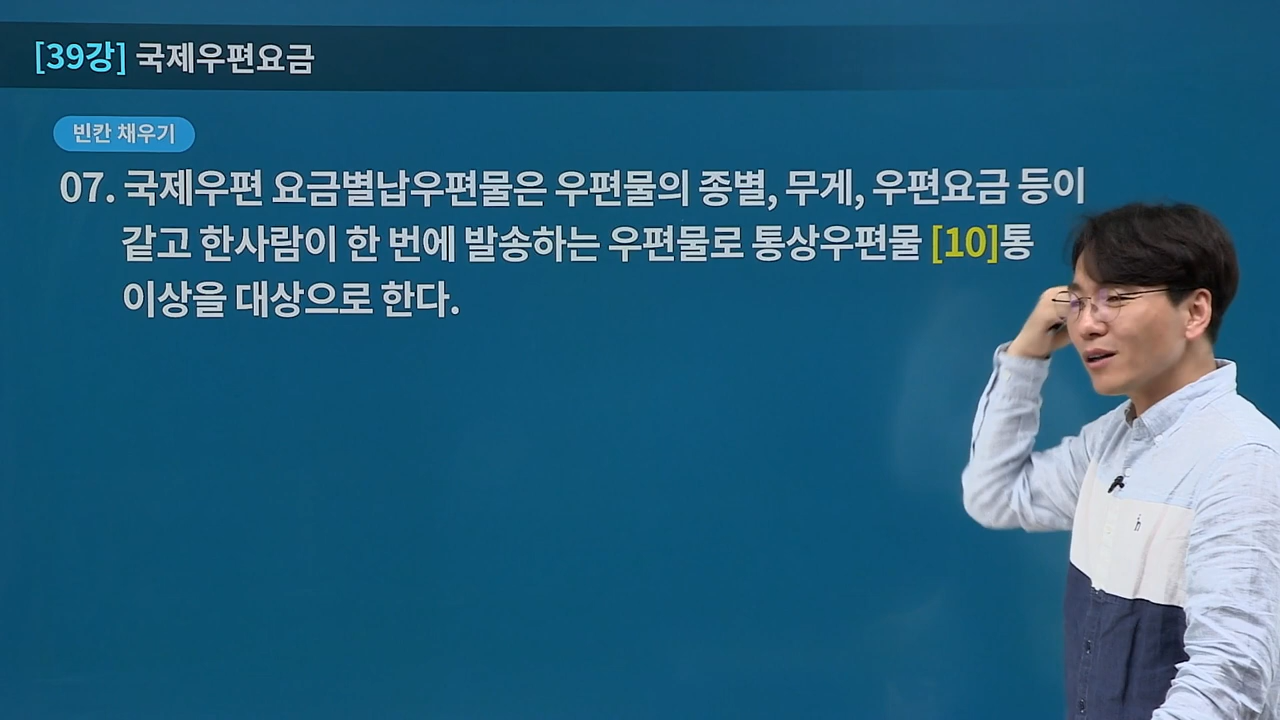 [39강] 국제우편요금
빈칸 채우기
07. 국제우편 요금별납우편물은 우편물의 종별, 무게, 우편요금 등이
같고 한사람이 한 번에 발송하는 우편물로 통상우편물 [10]통
이상을 대상으로 한다.